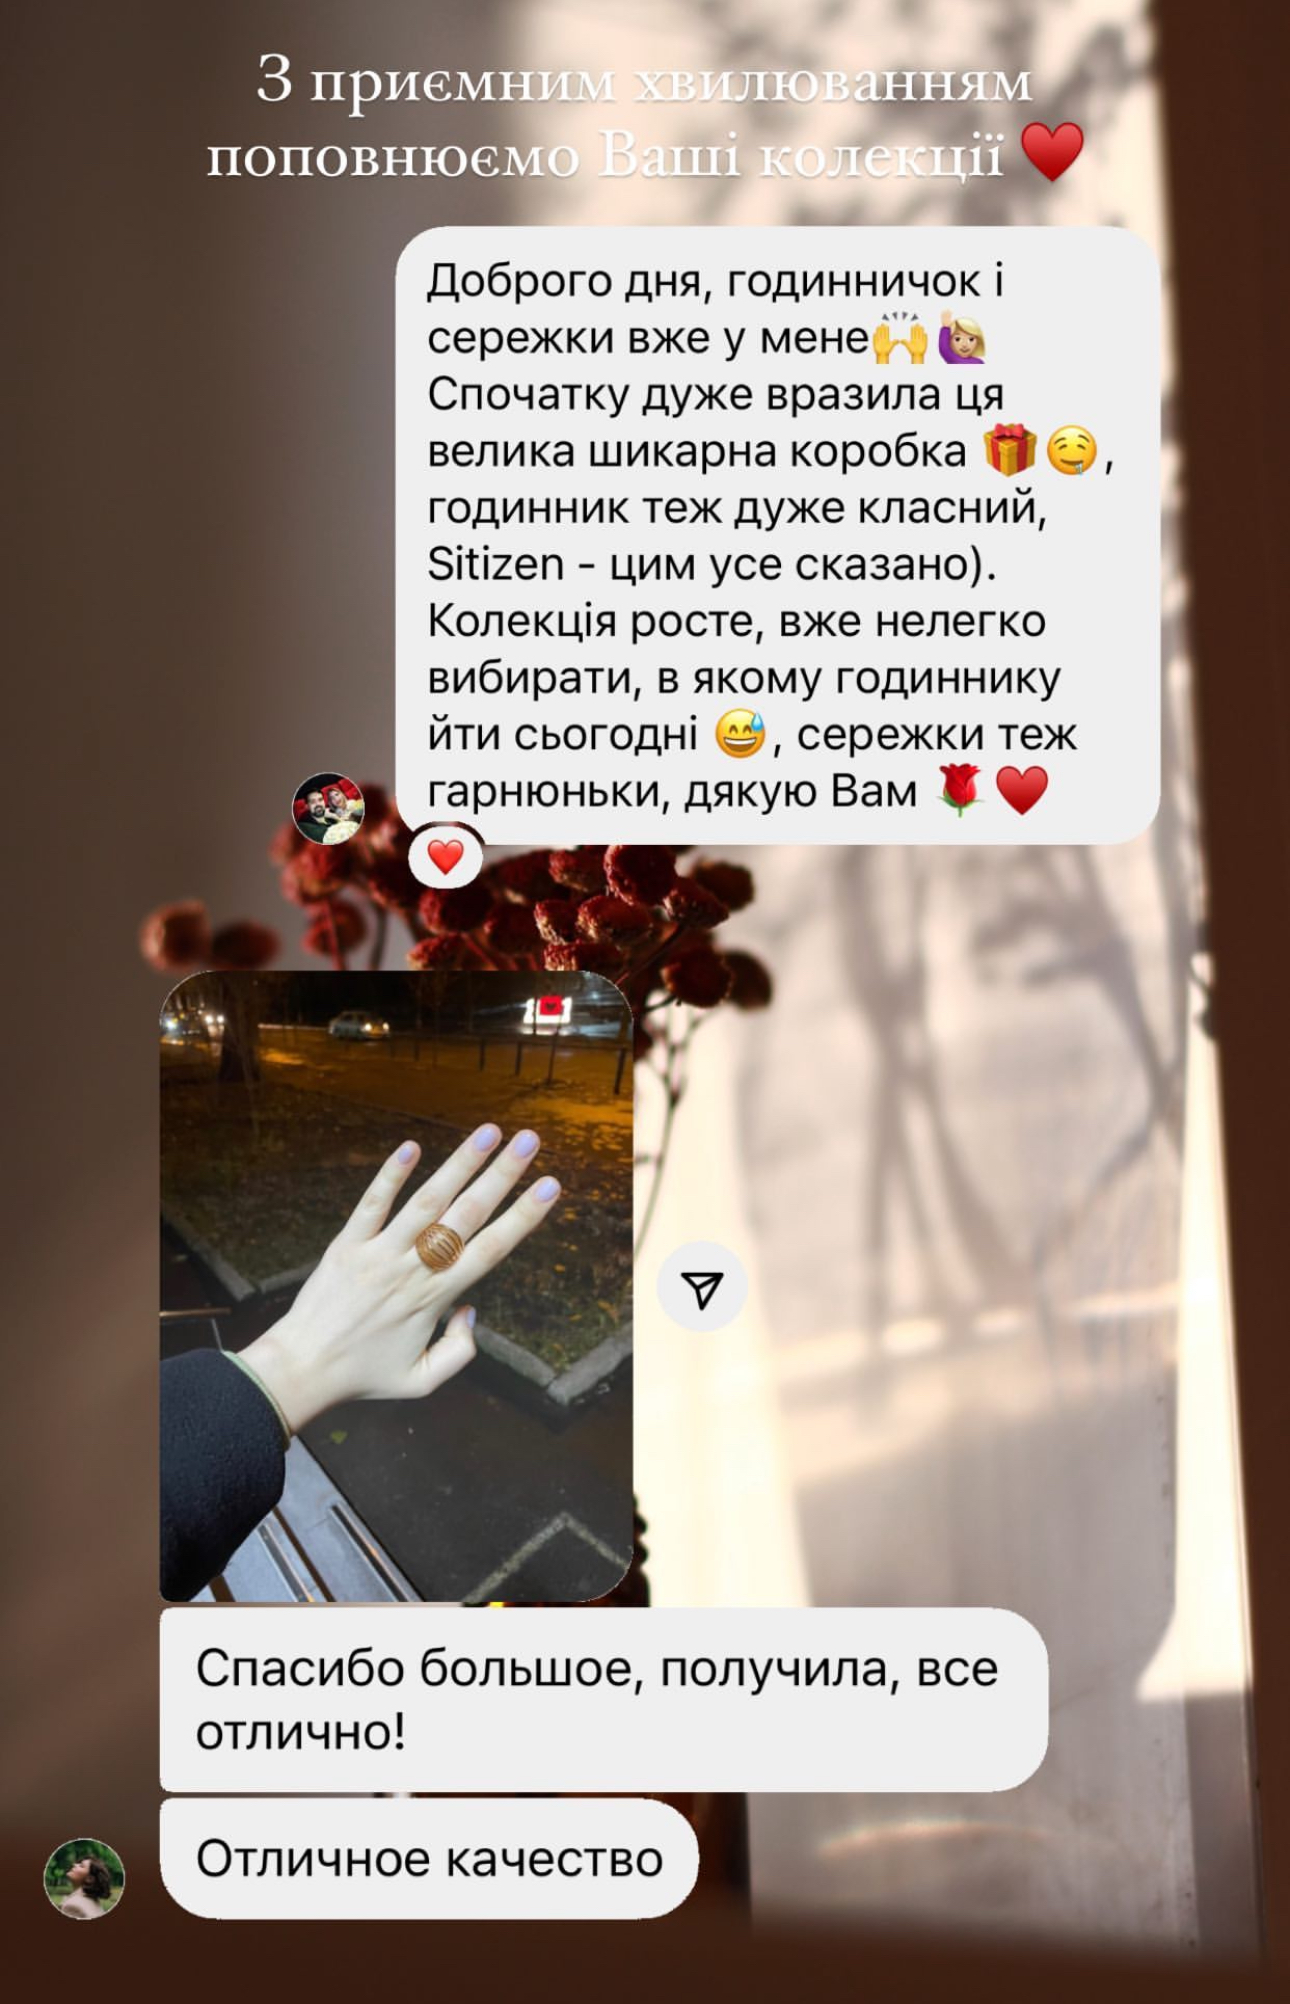 З приємним хвилюванням
поповнюємо Ваші колекції ♥️
Доброго дня, годинничок і
сережки вже у мене🙌🙋🏼‍♀️
Спочатку дуже вразила ця
велика шикарна коробка 🎁🤤,
годинник теж дуже класний,
Sitizen - цим усе сказано).
Колекція росте, вже нелегко
вибирати, в якому годиннику
йти сьогодні 😅, сережки теж
гарнюньки, дякую Вам 🌹♥️
❤️
Спасибо большое, получила, все
отлично!
Отличное качество